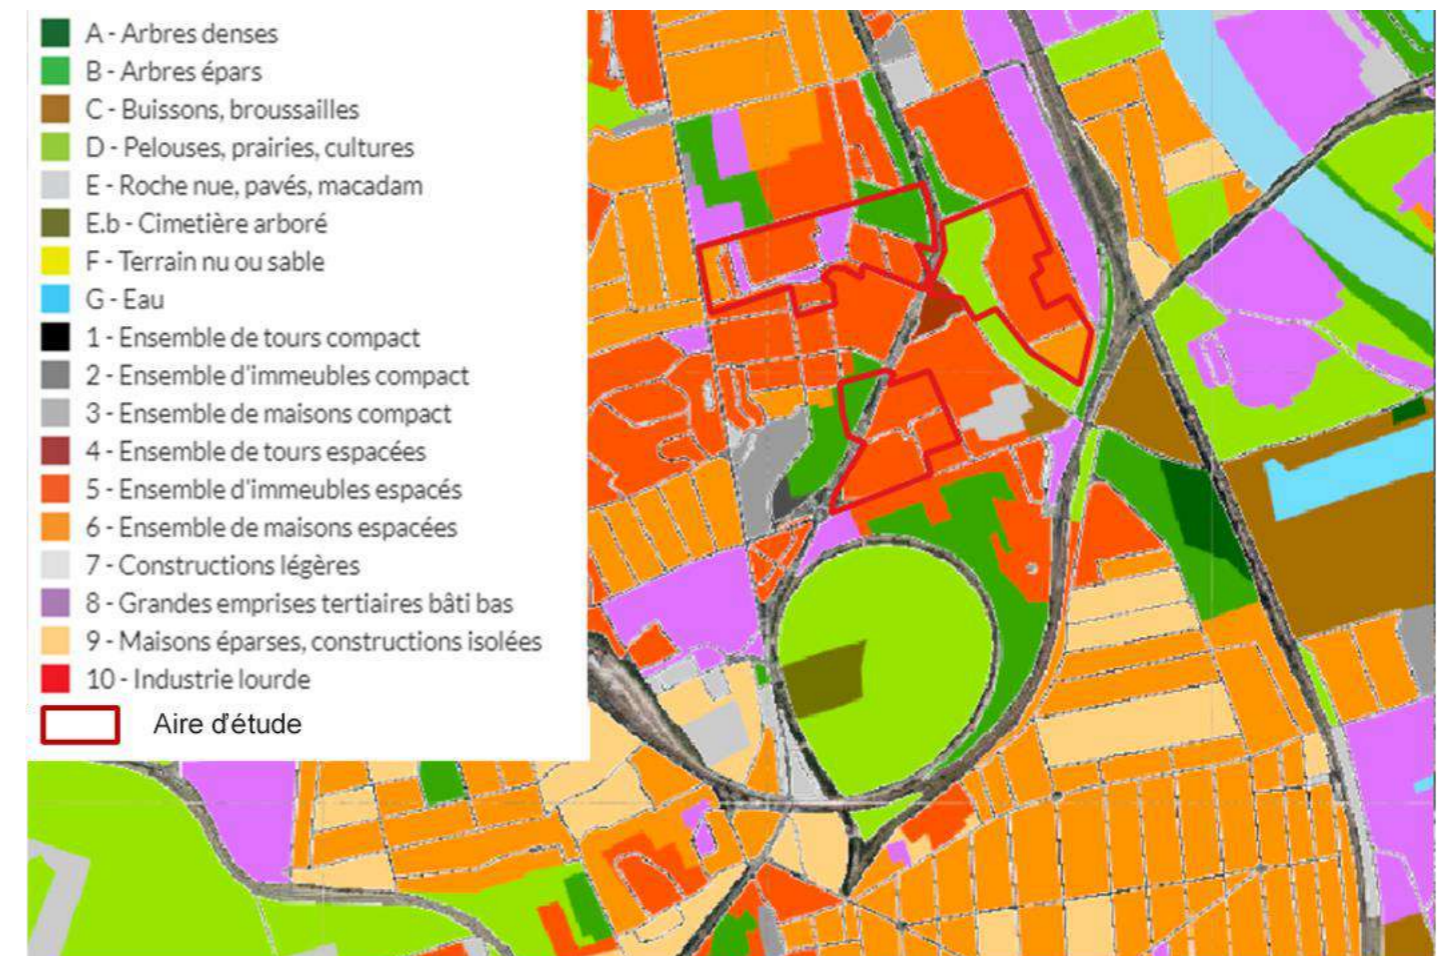 A - Arbres denses
B - Arbres épars
C - Buissons, broussailles
D - Pelouses, prairies, cultures
E - Roche nue, pavés, macadam
E.b - Cimetière arboré
F - Terrain nu ou sable
G - Eau
1 - Ensemble de tours compact
2 - Ensemble d'immeubles compact
3 - Ensemble de maisons compact
4 - Ensemble de tours espacées
5 - Ensemble d'immeubles espacés
6 - Ensemble de maisons espacées
7 - Constructions légères
8 - Grandes emprises tertiaires bâti bas
9 - Maisons éparses, constructions isolées
10 - Industrie lourde
Aire d'étude